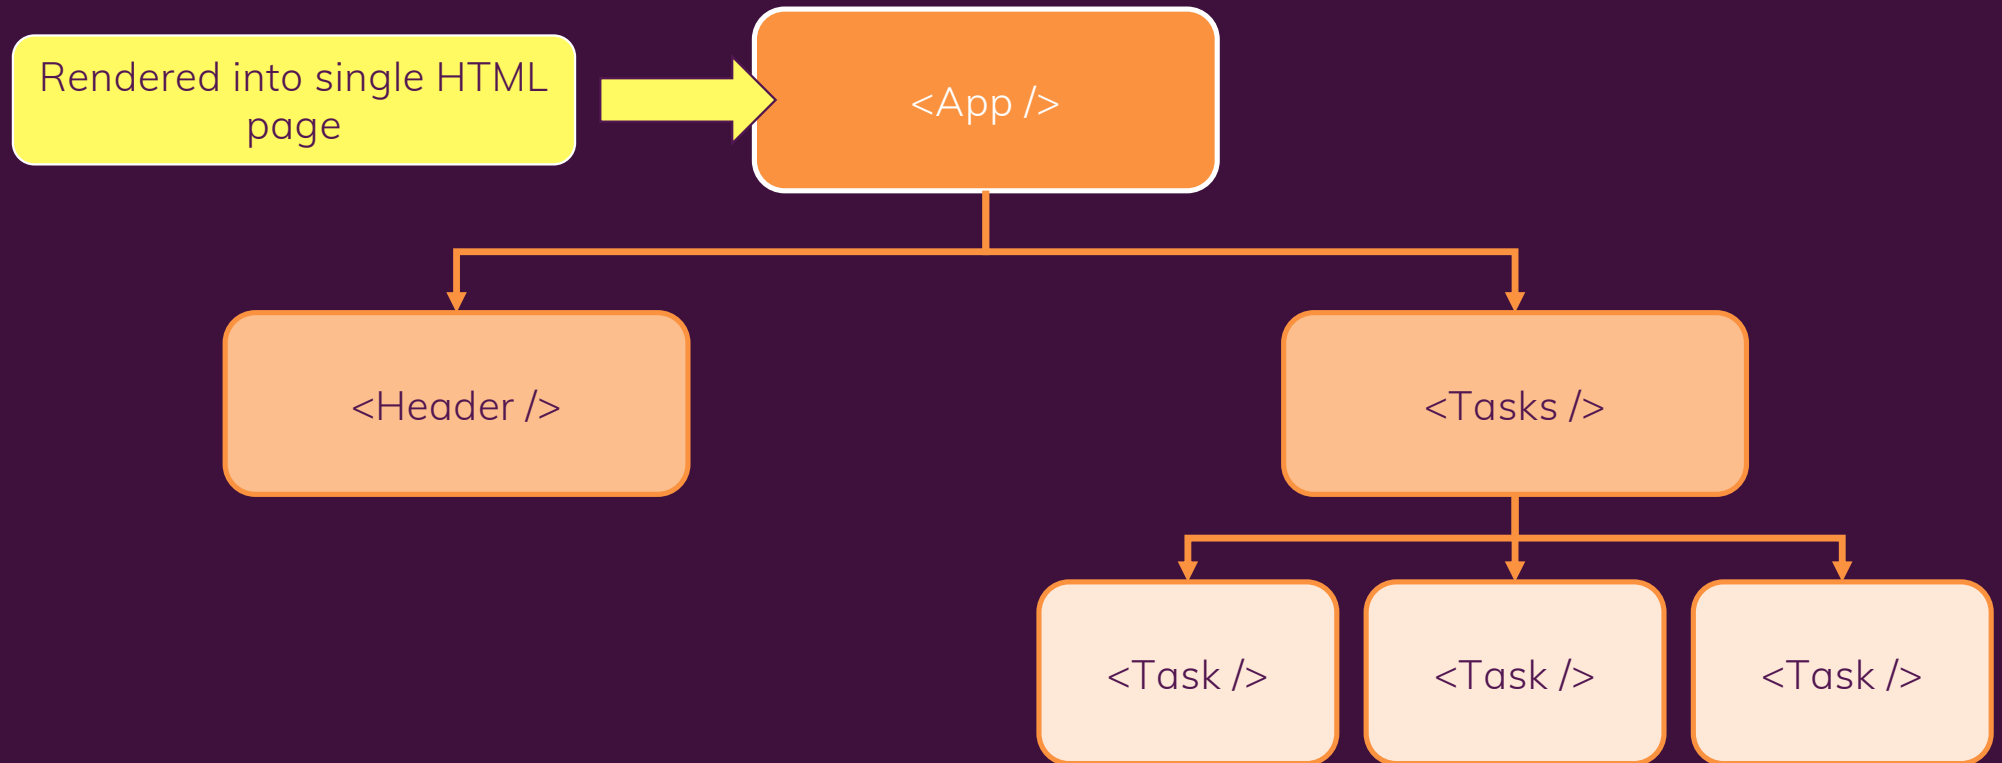 Rendered into single HTML
page
<App />
<Header />
<Tasks />
<Task />
<Task />
<Task />